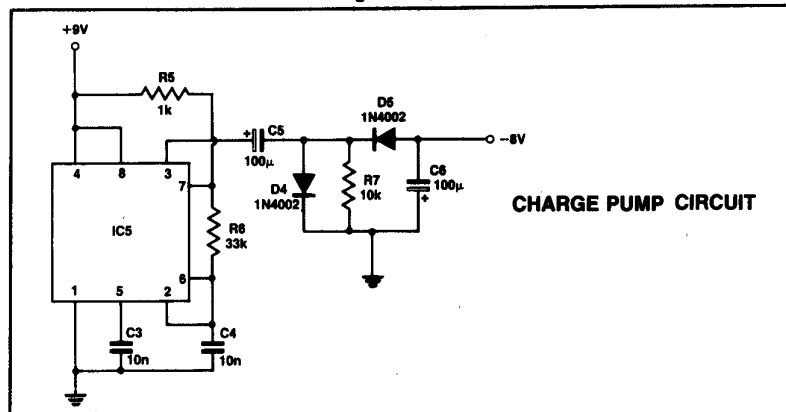 +9V
R5
1k
D5
1N4002
C5
100μ
–8V
4
8
3
7
D4
1N4002
R7
10k
C6
100μ
CHARGE PUMP CIRCUIT
IC5
R6
33k
6
1
5
2
C3
10n
C4
10n